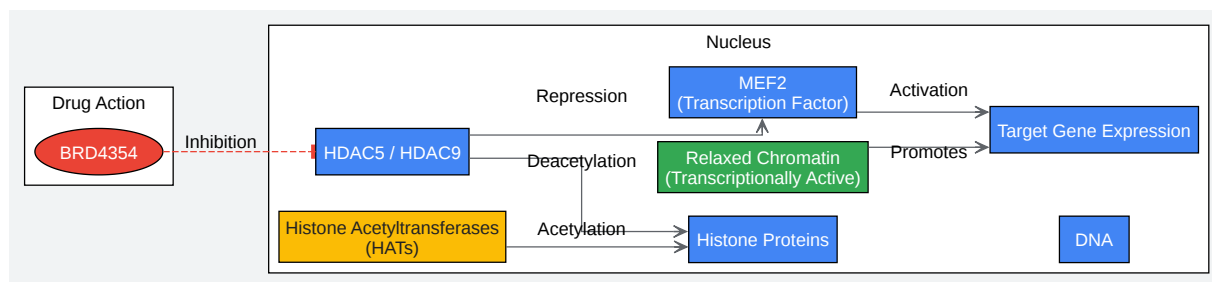 Nucleus
Drug Action
BRD4354
Inhibition
HDAC5 / HDAC9
Repression
MEF2
(Transcription Factor)
Activation
Target Gene Expression
Deacetylation
Relaxed Chromatin
(Transcriptionally Active)
Promotes
Histone Acetyltransferases
(HATs)
Acetylation
Histone Proteins
DNA